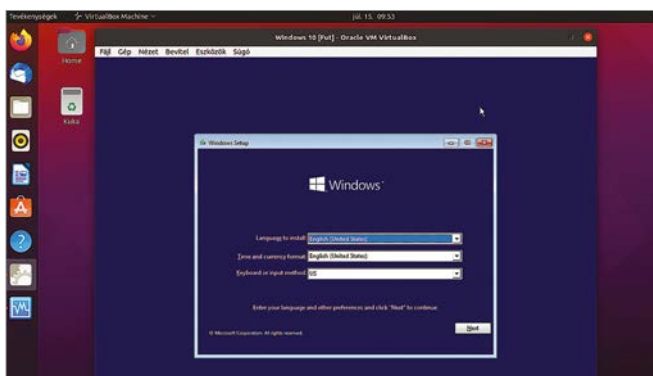 Tevékenységek VirtualBox Machine júl. 15. 09:53
Windows 10 [Fut] - Oracle VM VirtualBox
Fájl Gép Nézet Bevitel Eszközök Súgó
Home
Kuka
Windows Setup
Windows
Language to install: English (United States)
Time and currency format: English (United States)
Keyboard or input method: US
Enter your language and other preferences and click "Next" to continue.
© Microsoft Corporation. All rights reserved.
Next